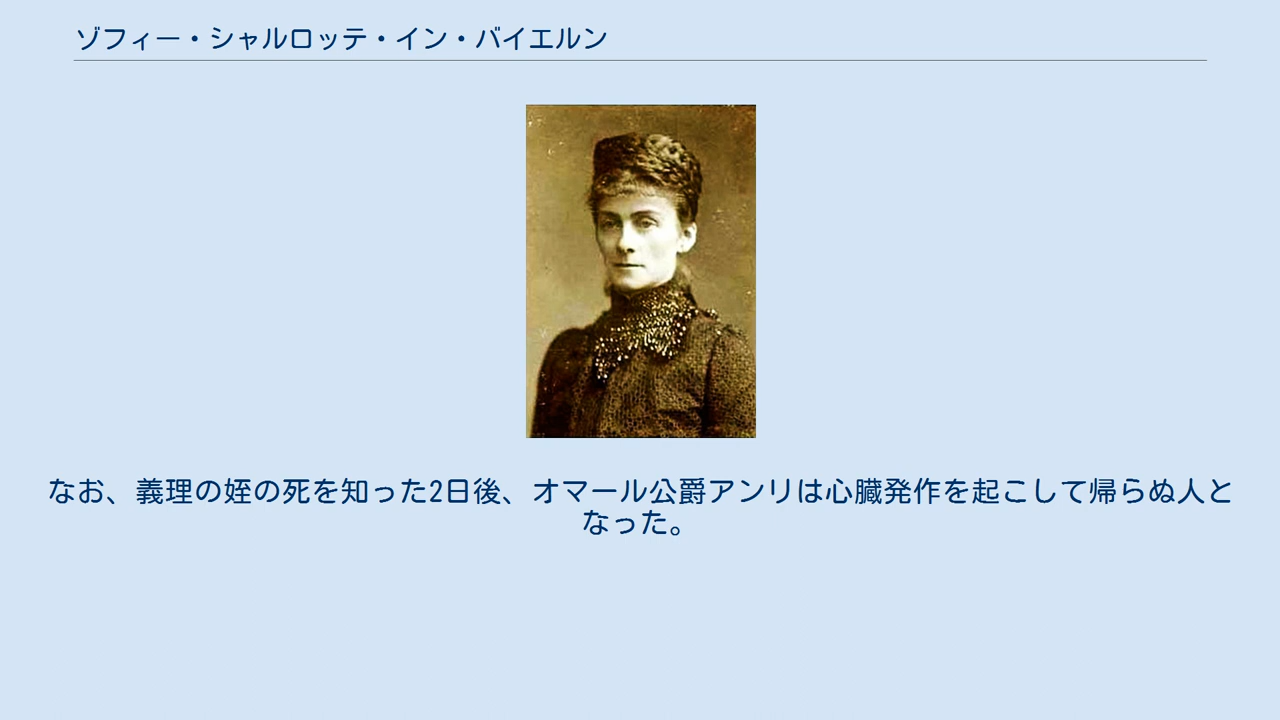 ゾフィー・シャルロッテ・イン・バイエルン
なお、義理の姪の死を知った2日後、オマール公爵アンリは心臓発作を起こして帰らぬ人と
なった。